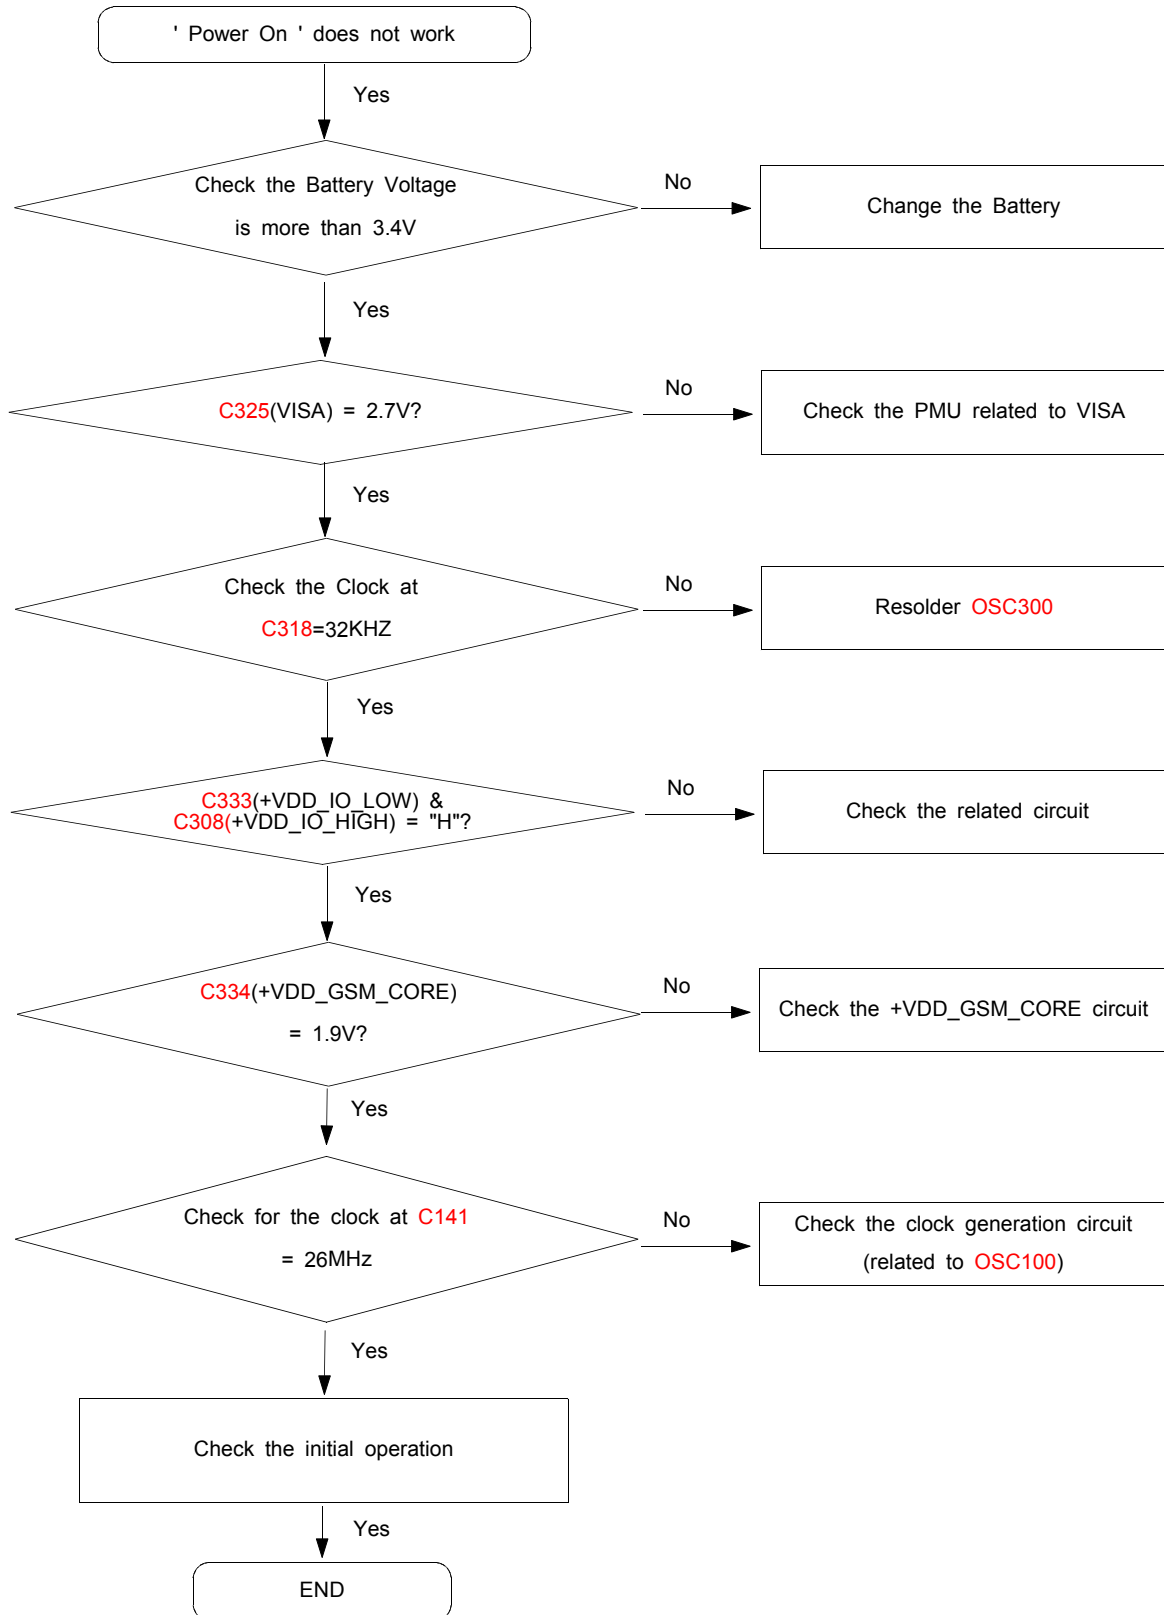 ' Power On ' does not work
Yes
Check the Battery Voltage
is more than 3.4V
No
Change the Battery
Yes
C325(VISA) = 2.7V?
No
Check the PMU related to VISA
Yes
Check the Clock at
C318=32KHZ
No
Resolder OSC300
Yes
C333(+VDD_IO_LOW) &
C308(+VDD_IO_HIGH) = "H"?
No
Check the related circuit
Yes
C334(+VDD_GSM_CORE)
= 1.9V?
No
Check the +VDD_GSM_CORE circuit
Yes
Check for the clock at C141
= 26MHz
No
Check the clock generation circuit
(related to OSC100)
Yes
Check the initial operation
Yes
END